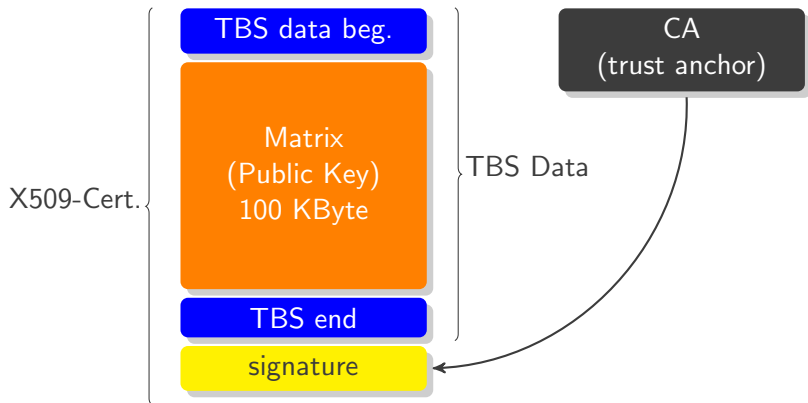 TBS data beg.
CA
(trust anchor)
Matrix
(Public Key)
100 KByte
TBS Data
X509-Cert.
TBS end
signature